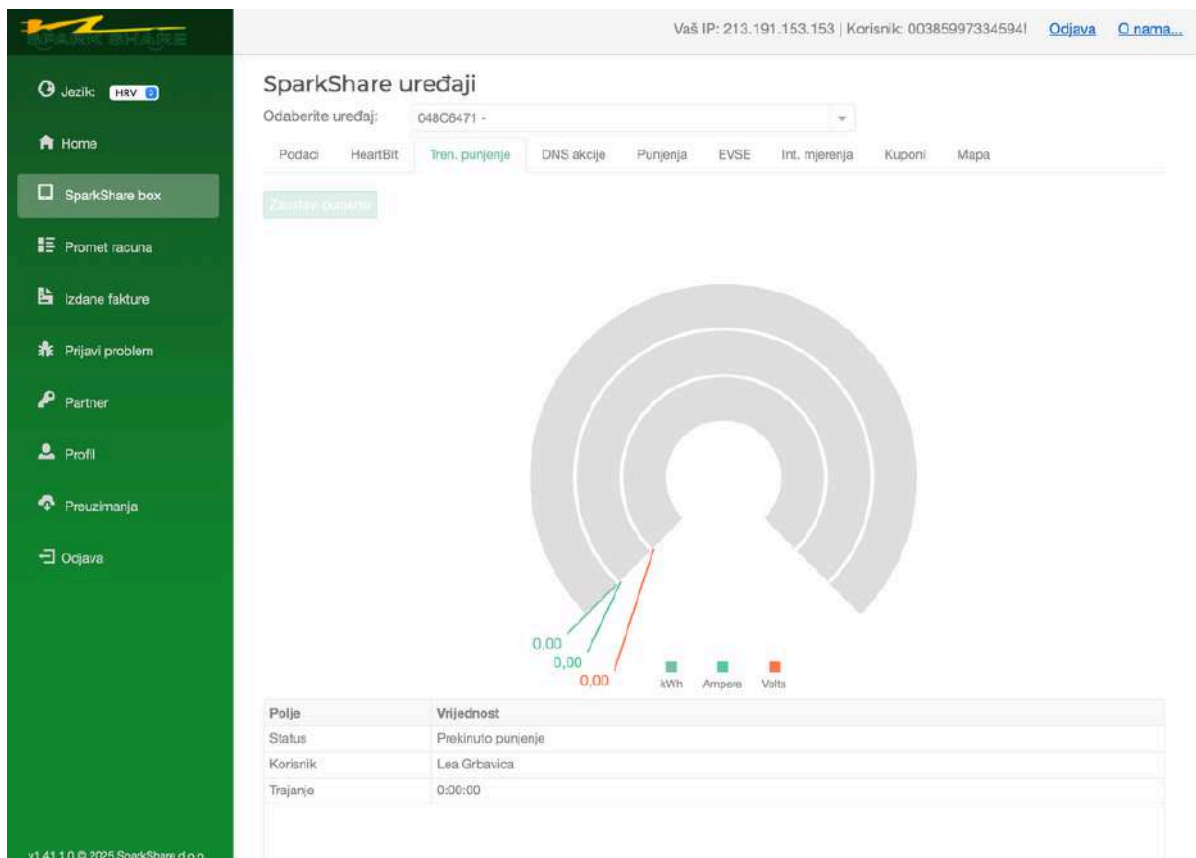 SPARK SHARE
Vaš IP: 213.191.153.153 | Korisnik: 00385997334594! Odjava O nama...
Jezik: HRV
Home
SparkShare box
Promet racuna
Izdane fakture
Prijavi problem
Partner
Profil
Preuzimanja
Odjava
v1.41.1.0 © 2025 SparkShare d.o.o.
SparkShare uređaji
Odaberite uređaj: 048C6471 -
Podaci HeartBit Tren. punjenje DNS akcije Punjenja EVSE Int. mjerenja Kuponi Mapa
Zaustavi punjenje
0,00
0,00
0,00
kWh Ampere Volts
Polje Vrijednost
Status Prekinuto punjenje
Korisnik Lea Grbavica
Trajanje 0:00:00